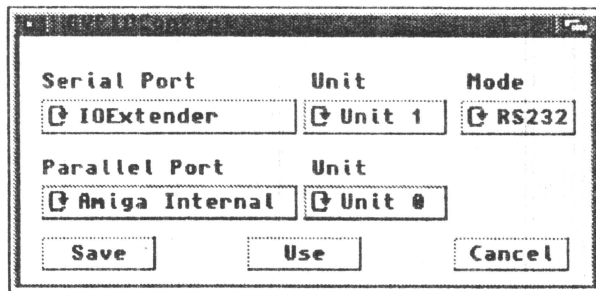 Serial Port Unit Mode
IOExtender Unit 1 RS232
Parallel Port Unit
Amiga Internal Unit 0
Save Use Cancel